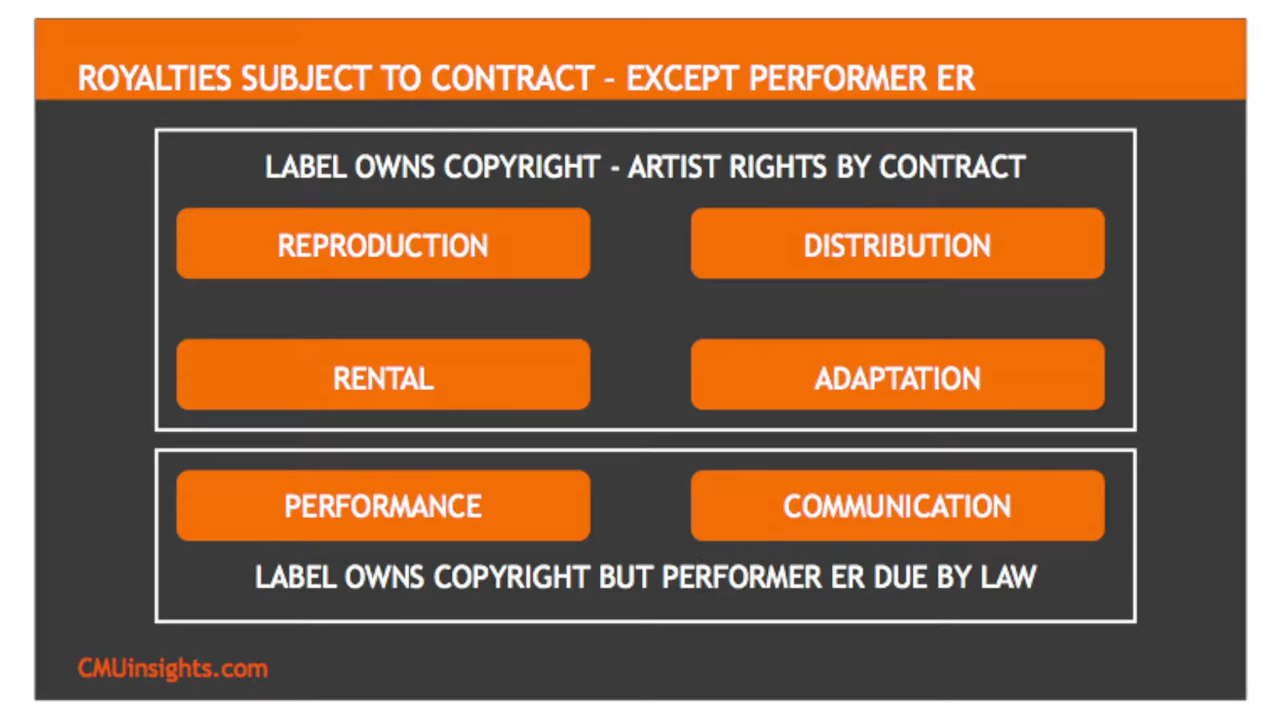 ROYALTIES SUBJECT TO CONTRACT – EXCEPT PERFORMER ER
LABEL OWNS COPYRIGHT - ARTIST RIGHTS BY CONTRACT
REPRODUCTION
DISTRIBUTION
RENTAL
ADAPTATION
PERFORMANCE
COMMUNICATION
LABEL OWNS COPYRIGHT BUT PERFORMER ER DUE BY LAW
CMUinsights.com